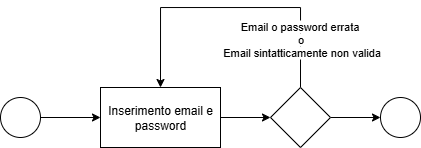 Email o password errata
o
Email sintatticamente non valida
Inserimento email e
password